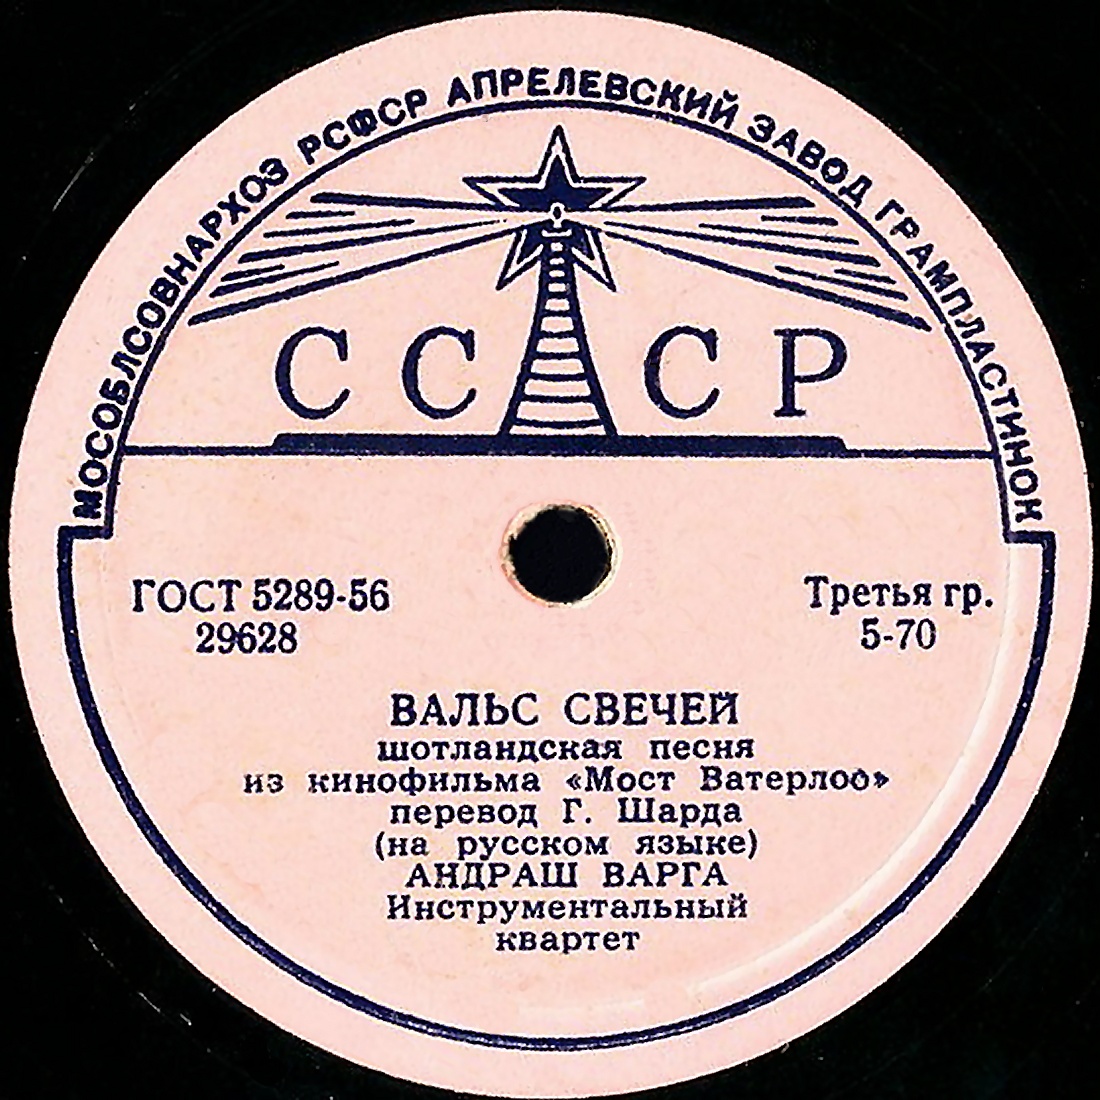 МОСОБЛСОВНАРХОЗ РСФСР АПРЕЛЕВСКИЙ ЗАВОД ГРАМПЛАСТИНОК
СССР
ГОСТ 5289-56
29628
Третья гр.
5-70
ВАЛЬС СВЕЧЕЙ
шотландская песня
из кинофильма «Мост Ватерлоо»
перевод Г. Шарда
(на русском языке)
АНДРАШ ВАРГА
Инструментальный
квартет